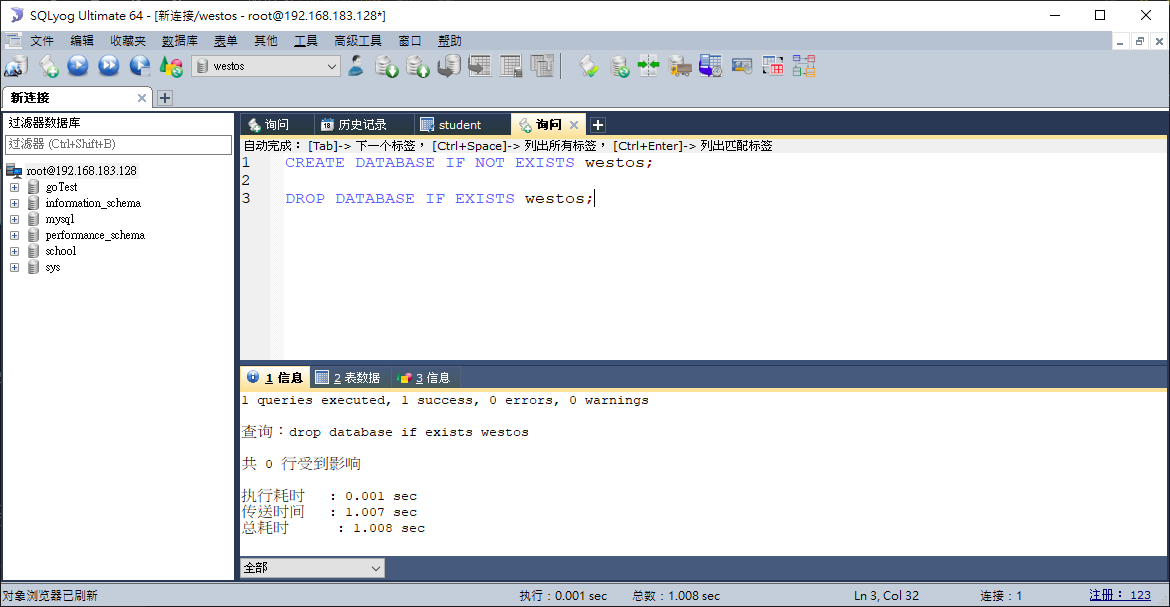 SQLyog Ultimate 64 - [新连接/westos - root@192.168.183.128*]
文件 编辑 收藏夹 数据库 表单 其他 工具 高级工具 窗口 帮助
westos
新连接
过滤器数据库
过滤器 (Ctrl+Shift+B)
root@192.168.183.128
goTest
information_schema
mysql
performance_schema
school
sys
询问 历史记录 student 询问
自动完成： [Tab]-> 下一个标签， [Ctrl+Space]-> 列出所有标签， [Ctrl+Enter]-> 列出匹配标签
1 CREATE DATABASE IF NOT EXISTS westos;
2
3 DROP DATABASE IF EXISTS westos;
1 信息 2 表数据 3 信息
1 queries executed, 1 success, 0 errors, 0 warnings
查询：drop database if exists westos
共 0 行受到影响
执行耗时 : 0.001 sec
传送时间 : 1.007 sec
总耗时 : 1.008 sec
全部
对象浏览器已刷新 执行：0.001 sec 总数：1.008 sec Ln 3, Col 32 连接：1 注册： 123